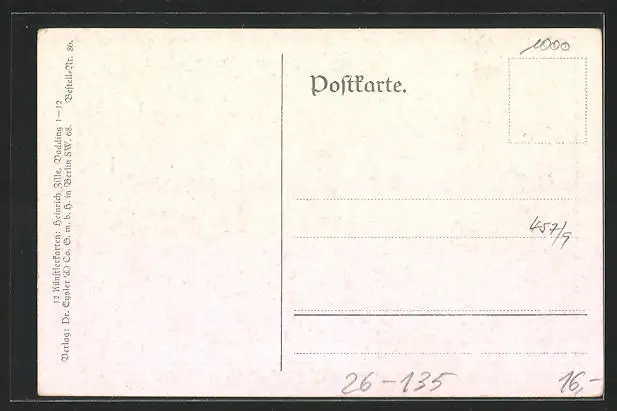 12 Künstlerkarten: Heinrich Zille, Vadding 1—12
Verlag: Dr. Eysler & Co. G. m. b. H. in Berlin SW. 68. Bestell-Nr. 80.
1000
Postkarte.
457/9
26-135
16,-